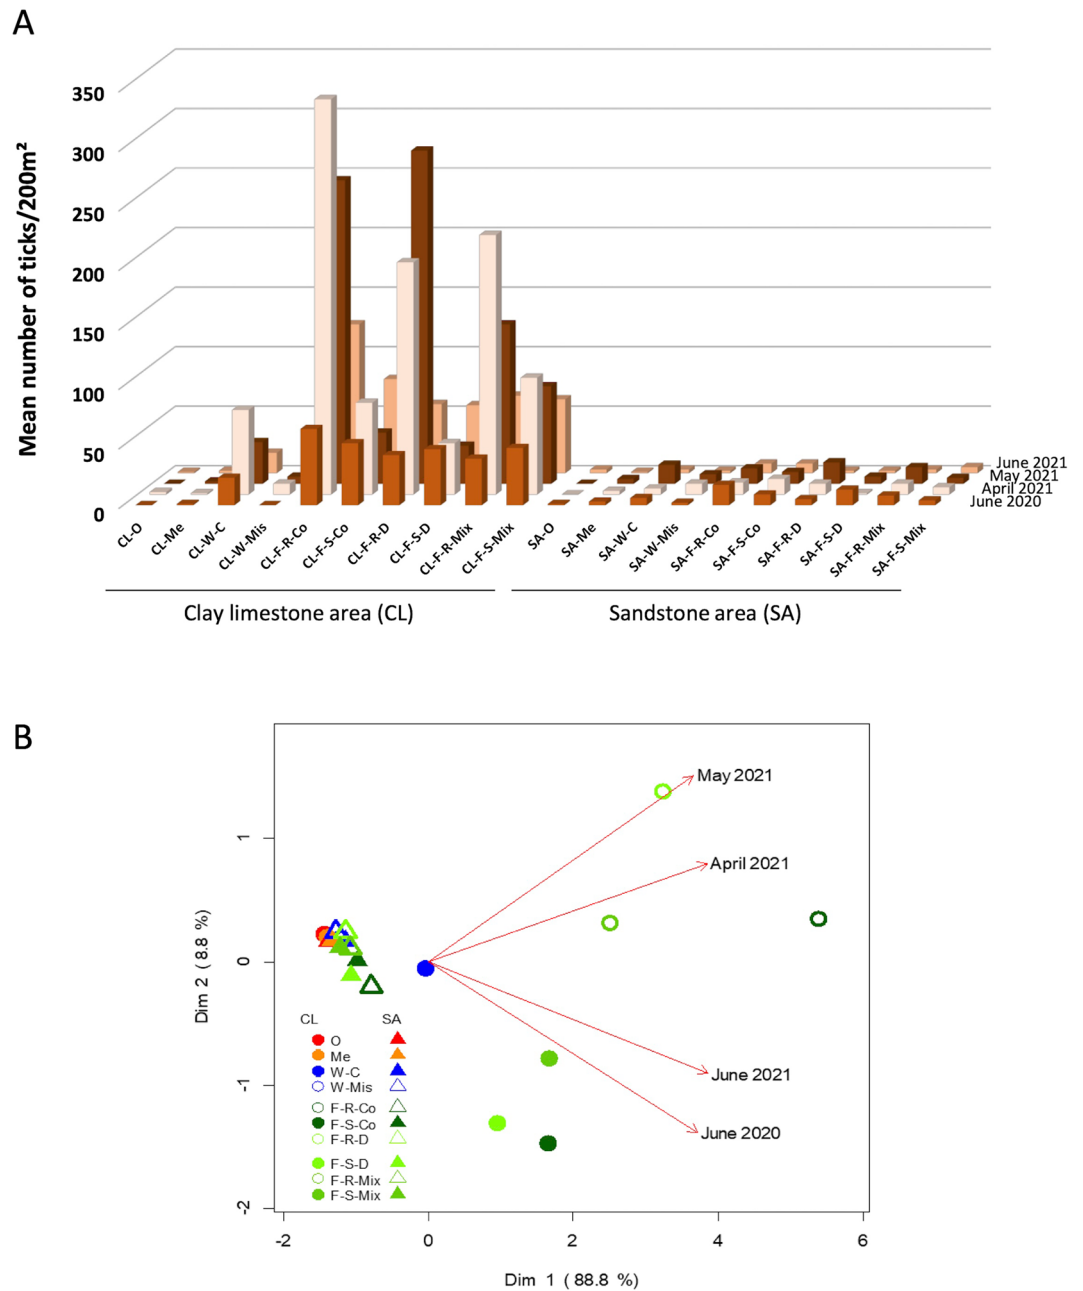 A
Mean number of ticks/200m²
350
300
250
200
150
100
50
0
June 2021
May 2021
April 2021
June 2020
CL-O
CL-Me
CL-W-C
CL-W-Mis
CL-F-R-Co
CL-F-S-Co
CL-F-R-D
CL-F-S-D
CL-F-R-Mix
CL-F-S-Mix
SA-O
SA-Me
SA-W-C
SA-W-Mis
SA-F-R-Co
SA-F-S-Co
SA-F-R-D
SA-F-S-D
SA-F-R-Mix
SA-F-S-Mix
Clay limestone area (CL)
Sandstone area (SA)
B
Dim 2 ( 8.8 %)
1
0
-1
-2
May 2021
April 2021
June 2021
June 2020
CL SA
O
Me
W-C
W-Mis
F-R-Co
F-S-Co
F-R-D
F-S-D
F-R-Mix
F-S-Mix
-2 0 2 4 6
Dim 1 ( 88.8 %)